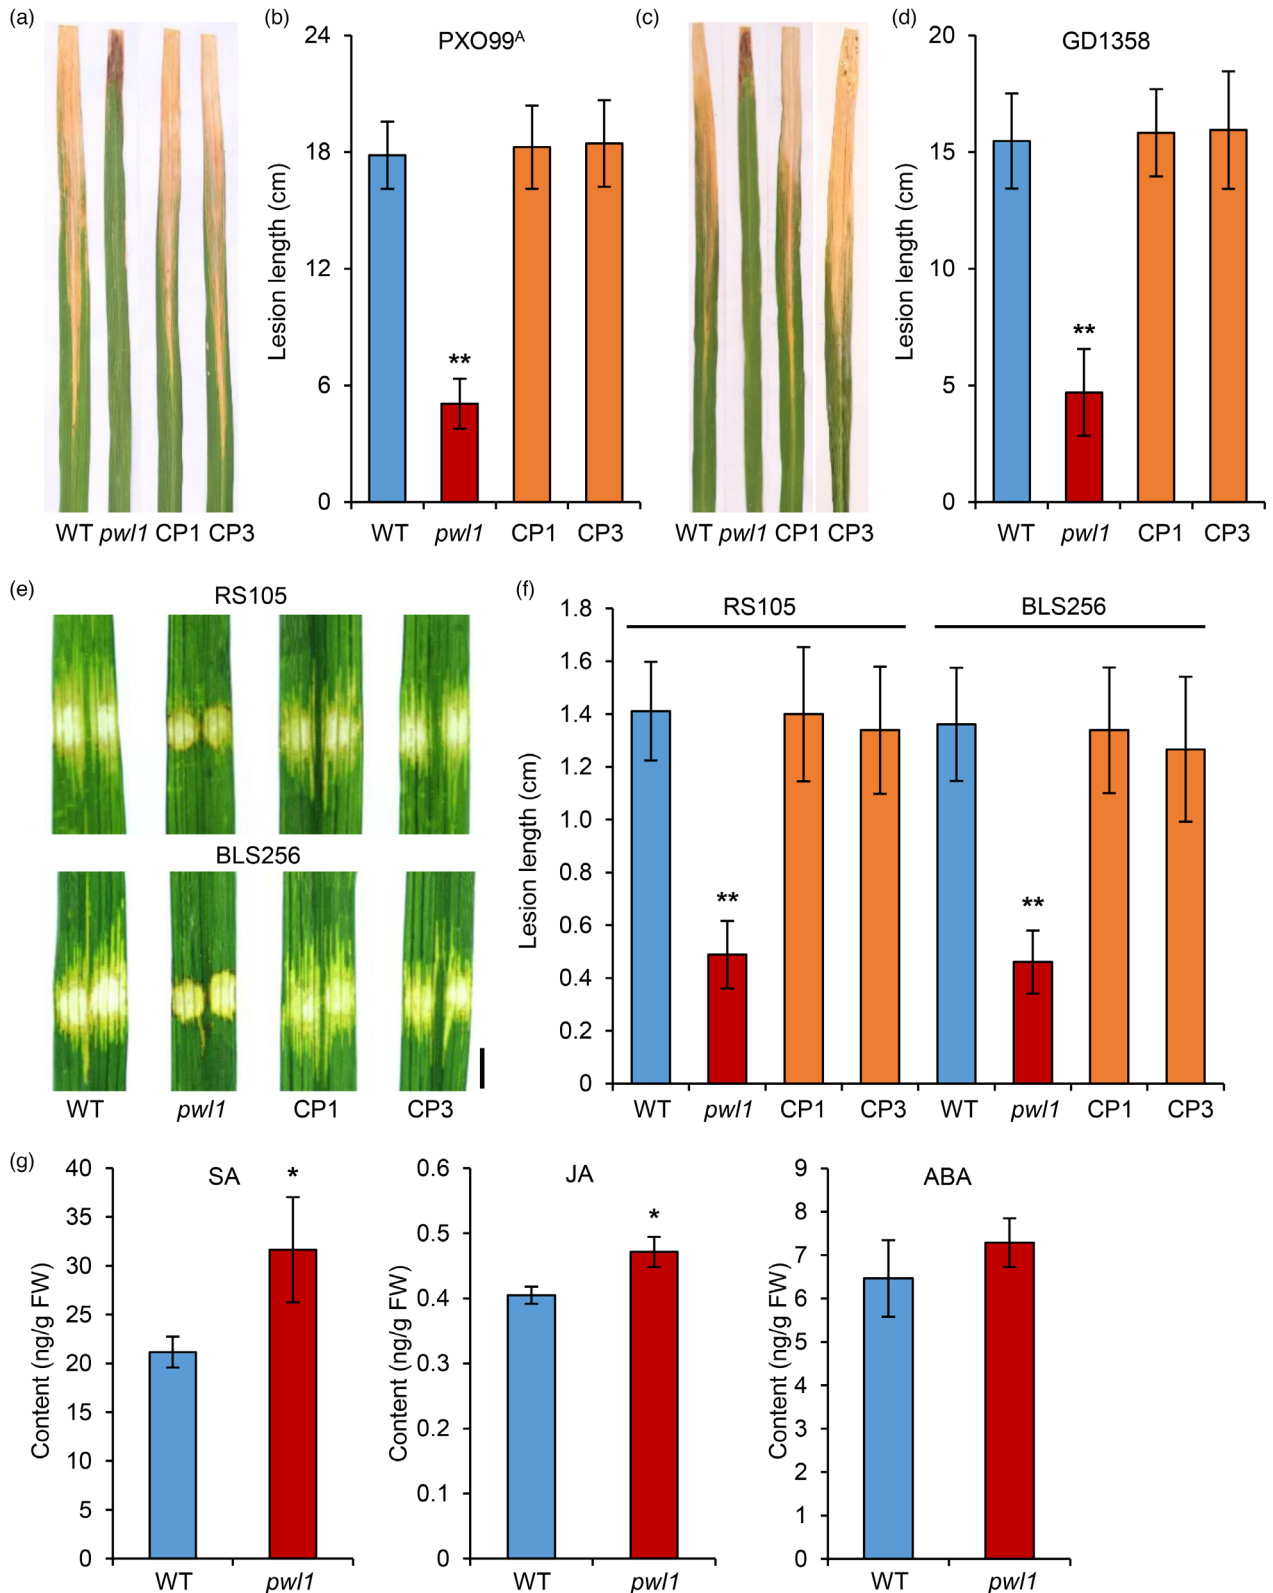 (a)
WT pwl1 CP1 CP3
(b)
PXO99A
Lesion length (cm)
24
18
12
6
0
WT pwl1 CP1 CP3
(c)
WT pwl1 CP1 CP3
(d)
GD1358
Lesion length (cm)
20
15
10
5
0
WT pwl1 CP1 CP3
**
**
(e)
RS105
BLS256
WT pwl1 CP1 CP3
(f)
RS105 BLS256
Lesion length (cm)
1.8
1.6
1.4
1.2
1.0
0.8
0.6
0.4
0.2
0
**
**
WT pwl1 CP1 CP3 WT pwl1 CP1 CP3
(g)
SA
Content (ng/g FW)
40
35
30
25
20
15
10
5
0
*
WT pwl1
JA
Content (ng/g FW)
0.6
0.5
0.4
0.3
0.2
0.1
0
*
WT pwl1
ABA
Content (ng/g FW)
9
8
7
6
5
4
3
2
1
0
WT pwl1